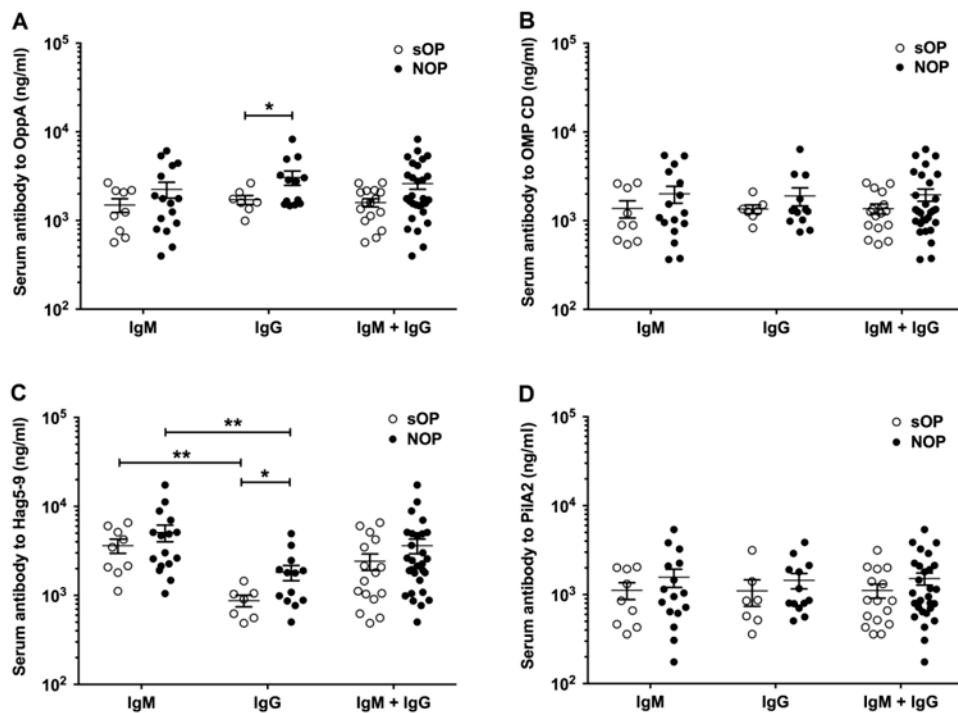 A
Serum antibody to OppA (ng/ml)
10⁵
10⁴
10³
10²
○ sOP
● NOP
*
IgM
IgG
IgM + IgG
B
Serum antibody to OMP CD (ng/ml)
10⁵
10⁴
10³
10²
○ sOP
● NOP
IgM
IgG
IgM + IgG
C
Serum antibody to Hag5-9 (ng/ml)
10⁵
10⁴
10³
10²
○ sOP
● NOP
**
**
*
IgM
IgG
IgM + IgG
D
Serum antibody to PilA2 (ng/ml)
10⁵
10⁴
10³
10²
○ sOP
● NOP
IgM
IgG
IgM + IgG